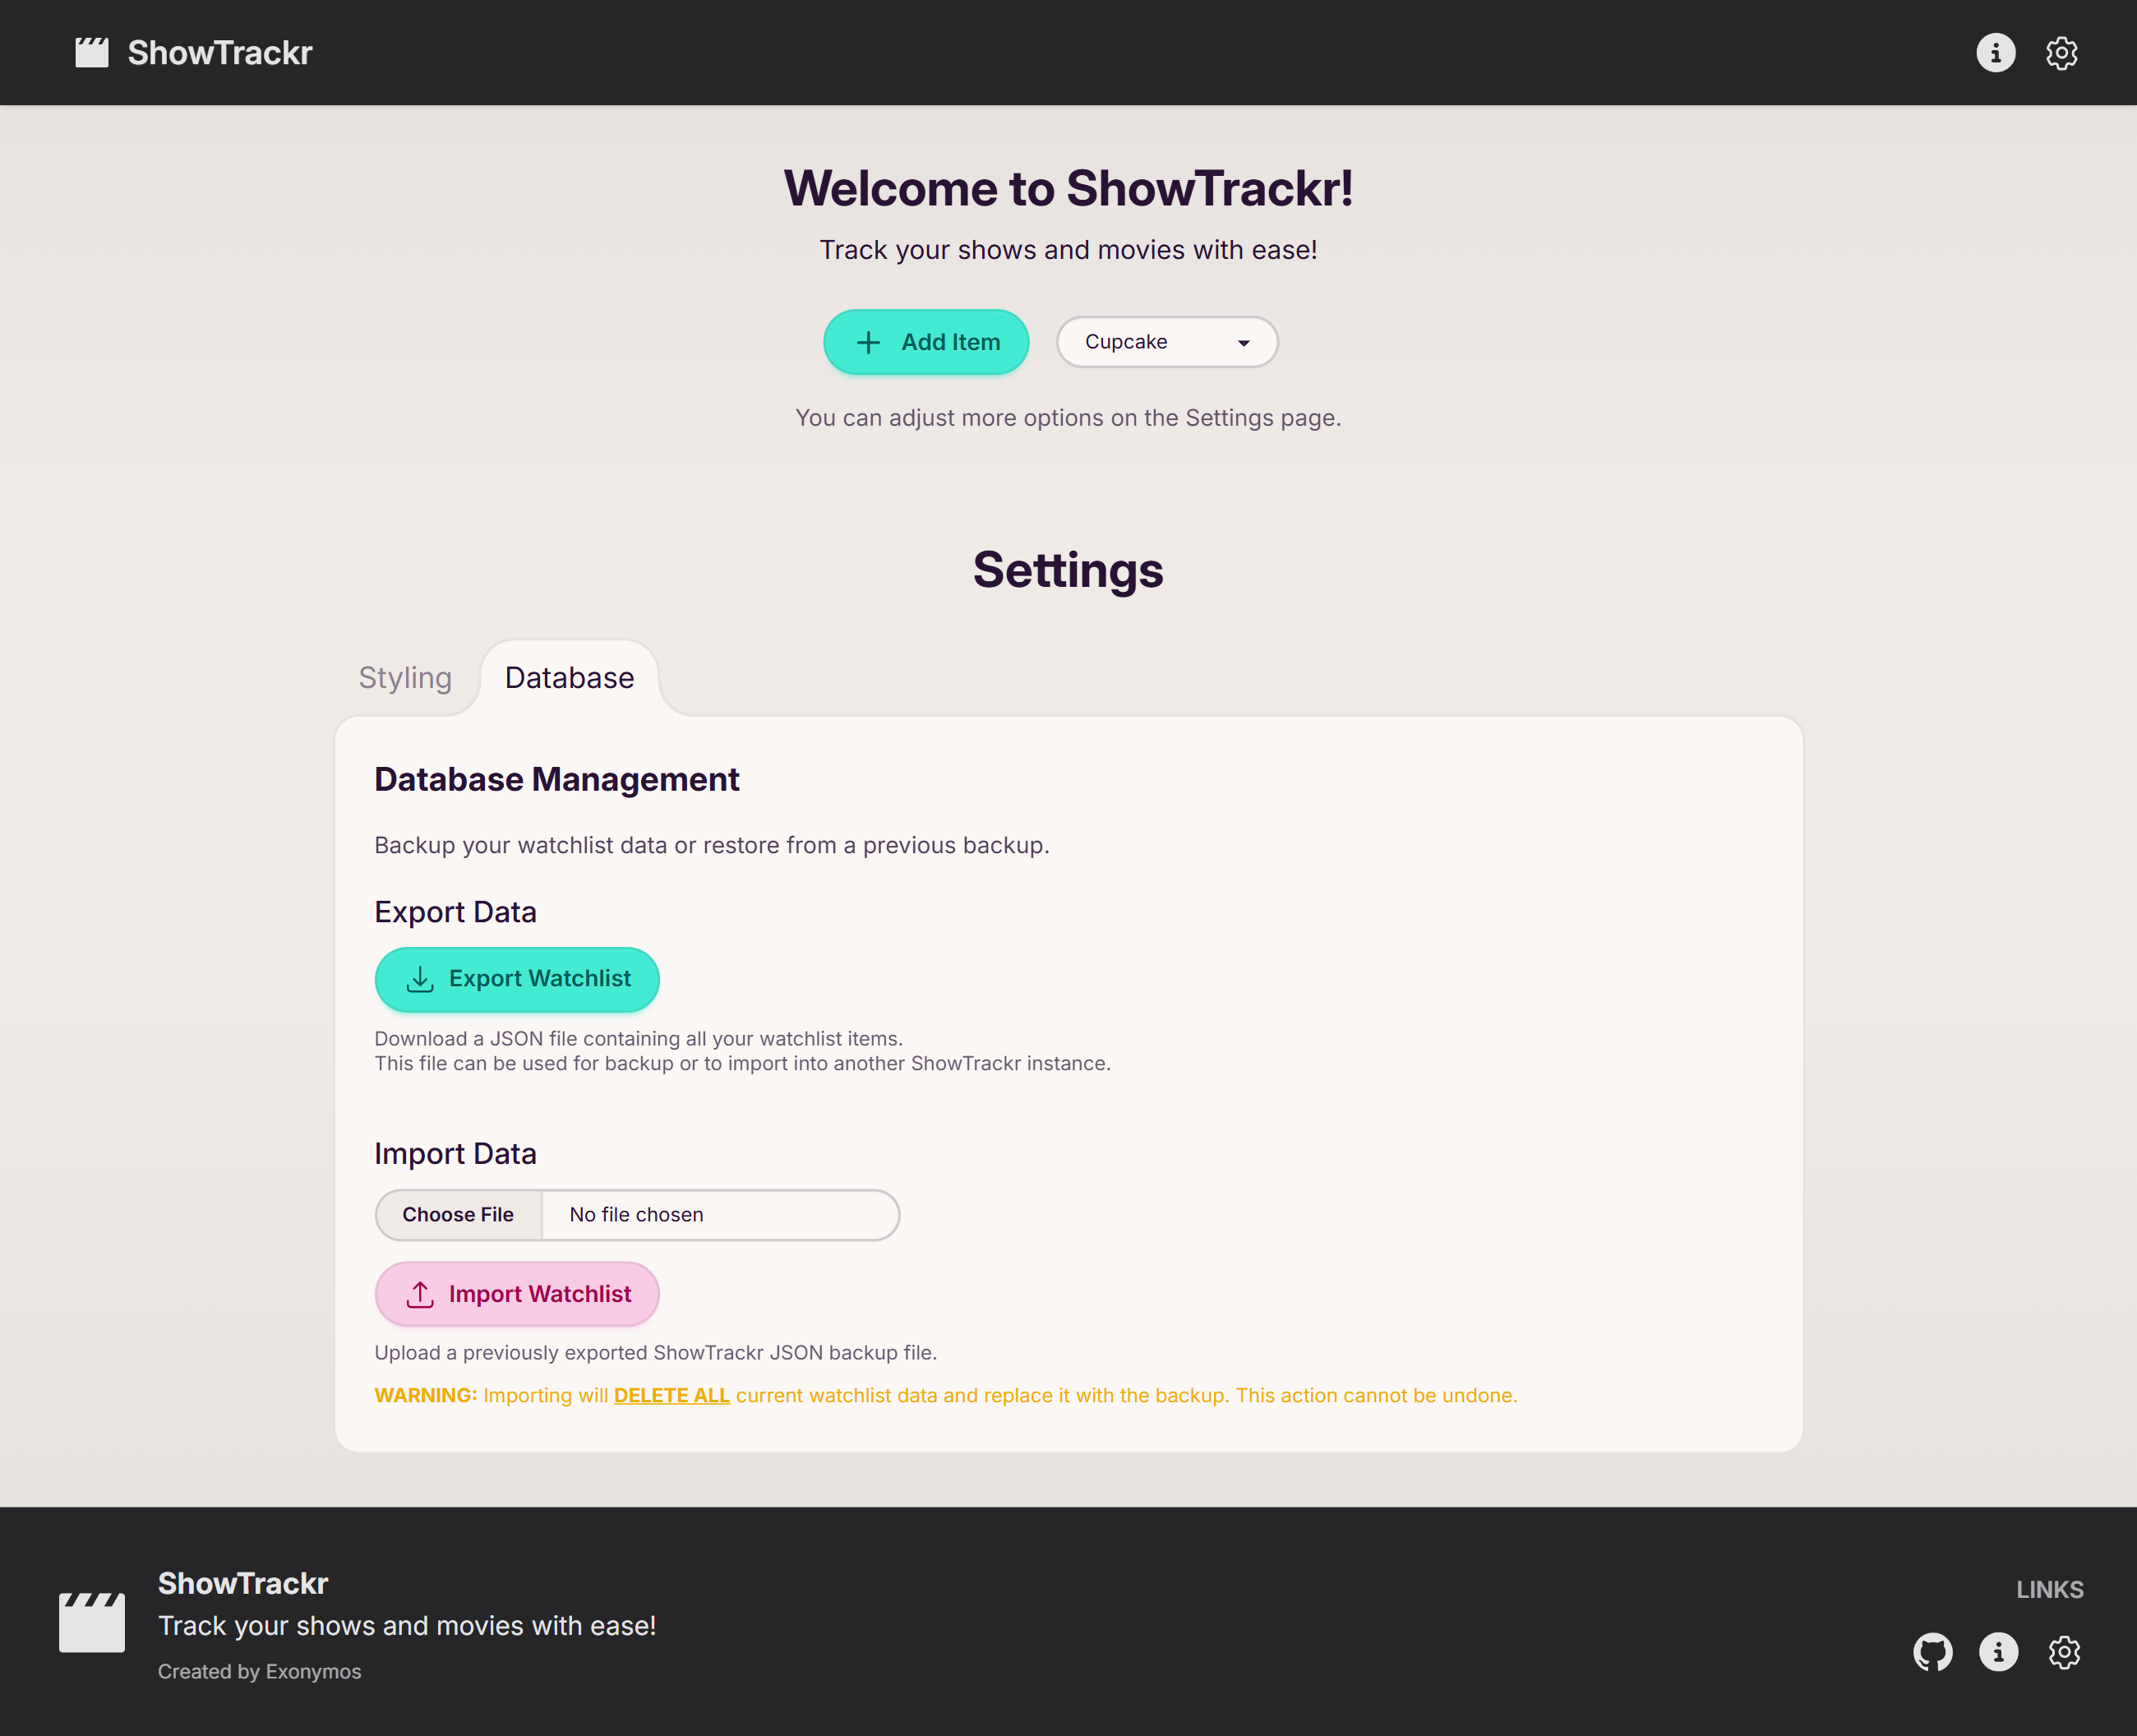 ShowTrackr
Welcome to ShowTrackr!
Track your shows and movies with ease!
Add Item
Cupcake
You can adjust more options on the Settings page.
Settings
Styling
Database
Database Management
Backup your watchlist data or restore from a previous backup.
Export Data
Export Watchlist
Download a JSON file containing all your watchlist items.
This file can be used for backup or to import into another ShowTrackr instance.
Import Data
Choose File
No file chosen
Import Watchlist
Upload a previously exported ShowTrackr JSON backup file.
WARNING: Importing will DELETE ALL current watchlist data and replace it with the backup. This action cannot be undone.
ShowTrackr
Track your shows and movies with ease!
Created by Exonymos
LINKS